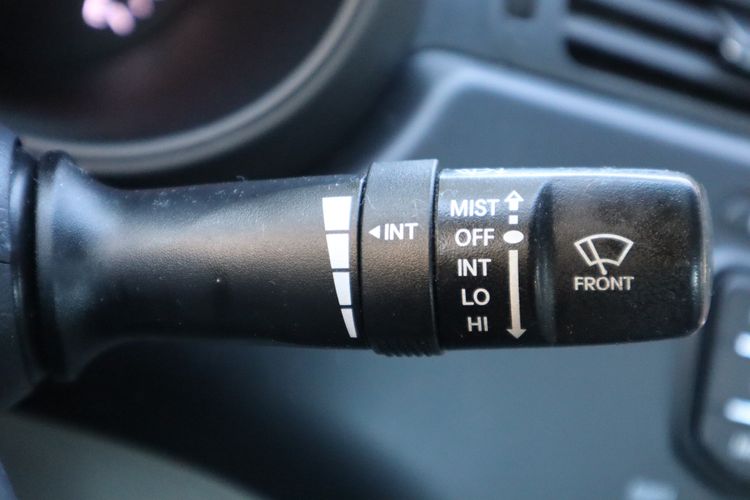 INT
MIST
OFF
INT
LO
HI
FRONT